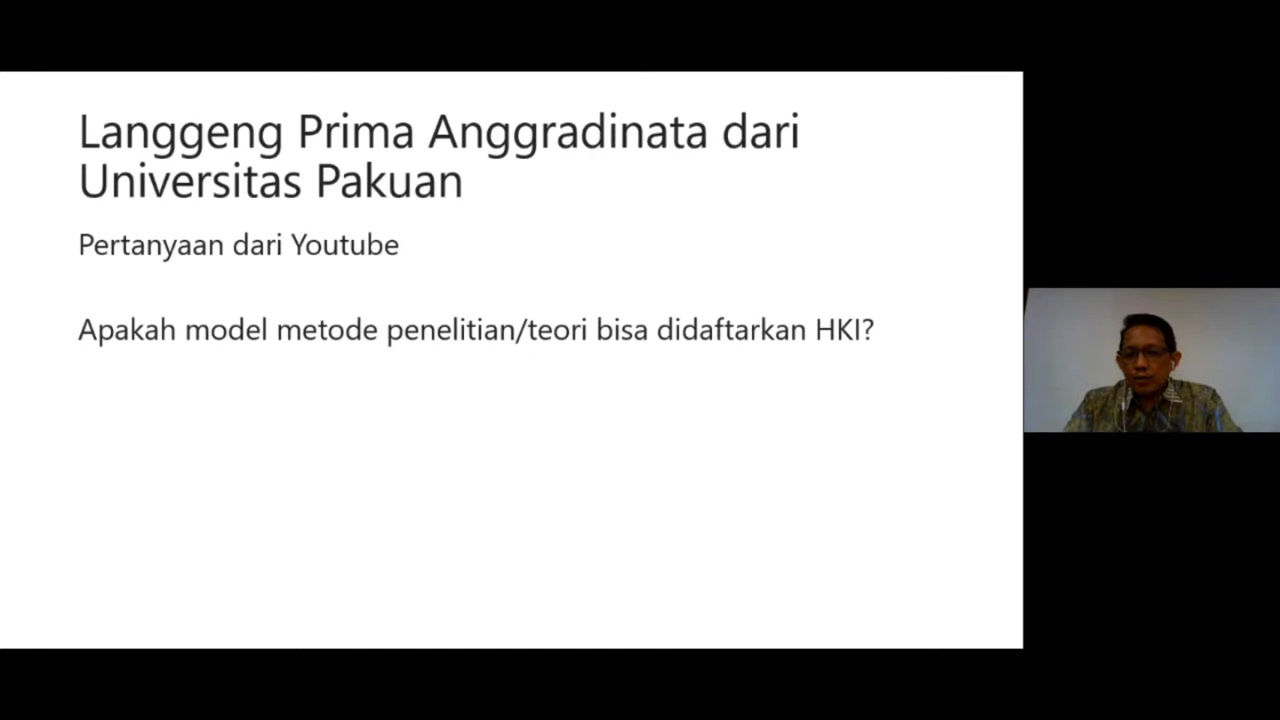 Langgeng Prima Anggradinata dari
Universitas Pakuan
Pertanyaan dari Youtube
Apakah model metode penelitian/teori bisa didaftarkan HKI?